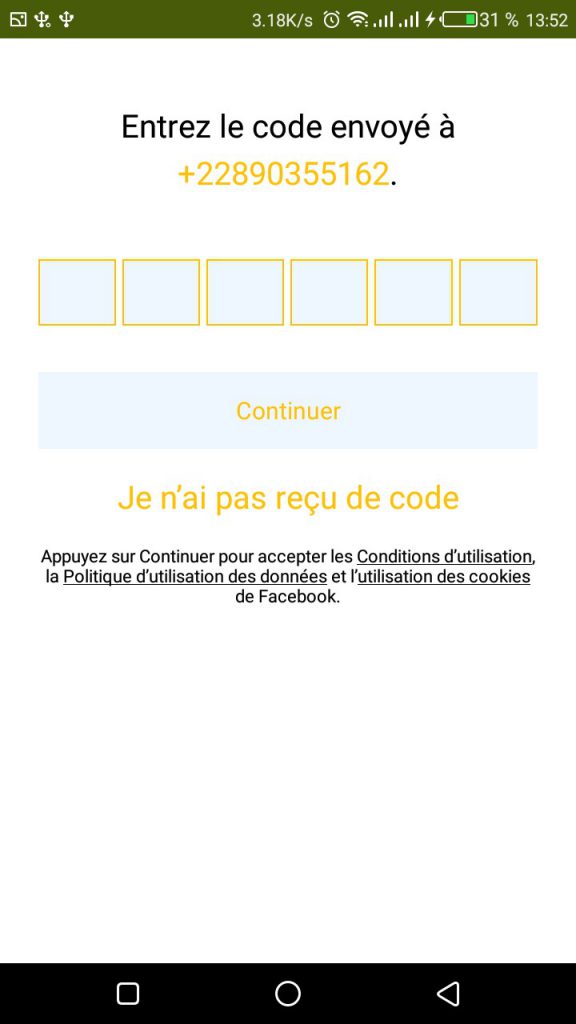 3.18K/s 31 % 13:52
Entrez le code envoyé à
+22890355162.
Continuer
Je n’ai pas reçu de code
Appuyez sur Continuer pour accepter les Conditions d’utilisation,
la Politique d’utilisation des données et l’utilisation des cookies
de Facebook.